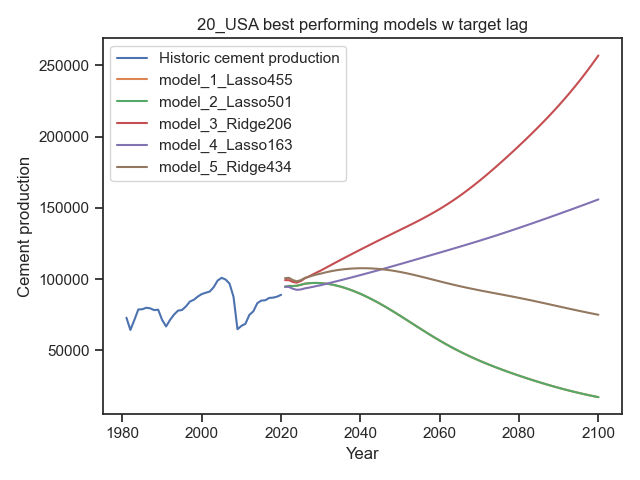 20_USA best performing models w target lag
Historic cement production
model_1_Lasso455
model_2_Lasso501
model_3_Ridge206
model_4_Lasso163
model_5_Ridge434
Cement production
250000
200000
150000
100000
50000
1980 2000 2020 2040 2060 2080 2100
Year